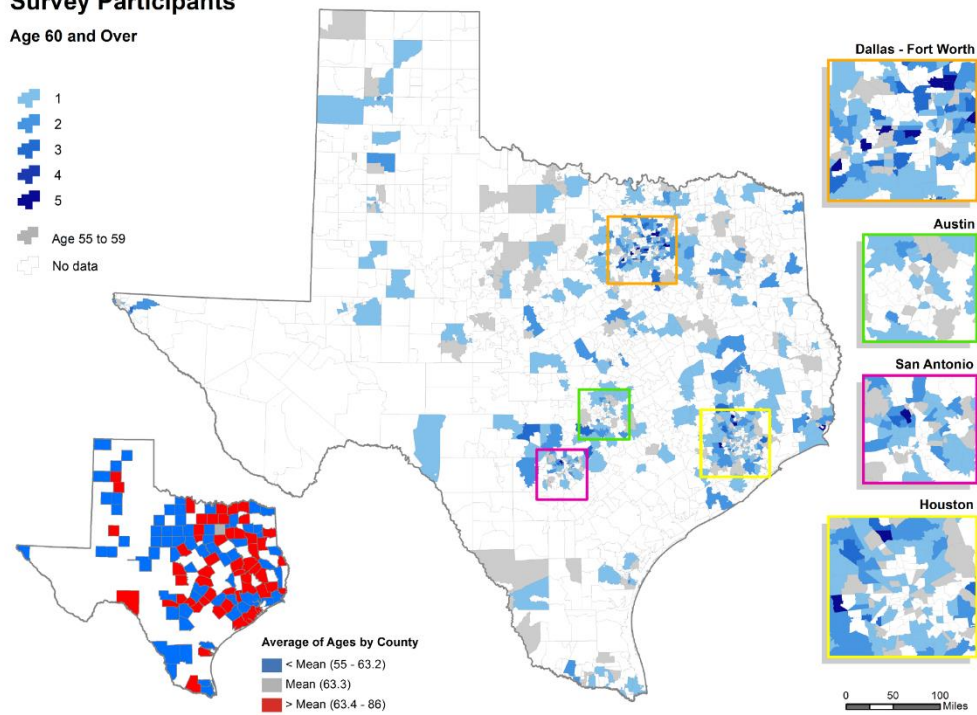 Survey Participants
Age 60 and Over
1
2
3
4
5
Age 55 to 59
No data
Dallas - Fort Worth
Austin
San Antonio
Houston
Average of Ages by County
< Mean (55 - 63.2)
Mean (63.3)
> Mean (63.4 - 86)
0 50 100
Miles